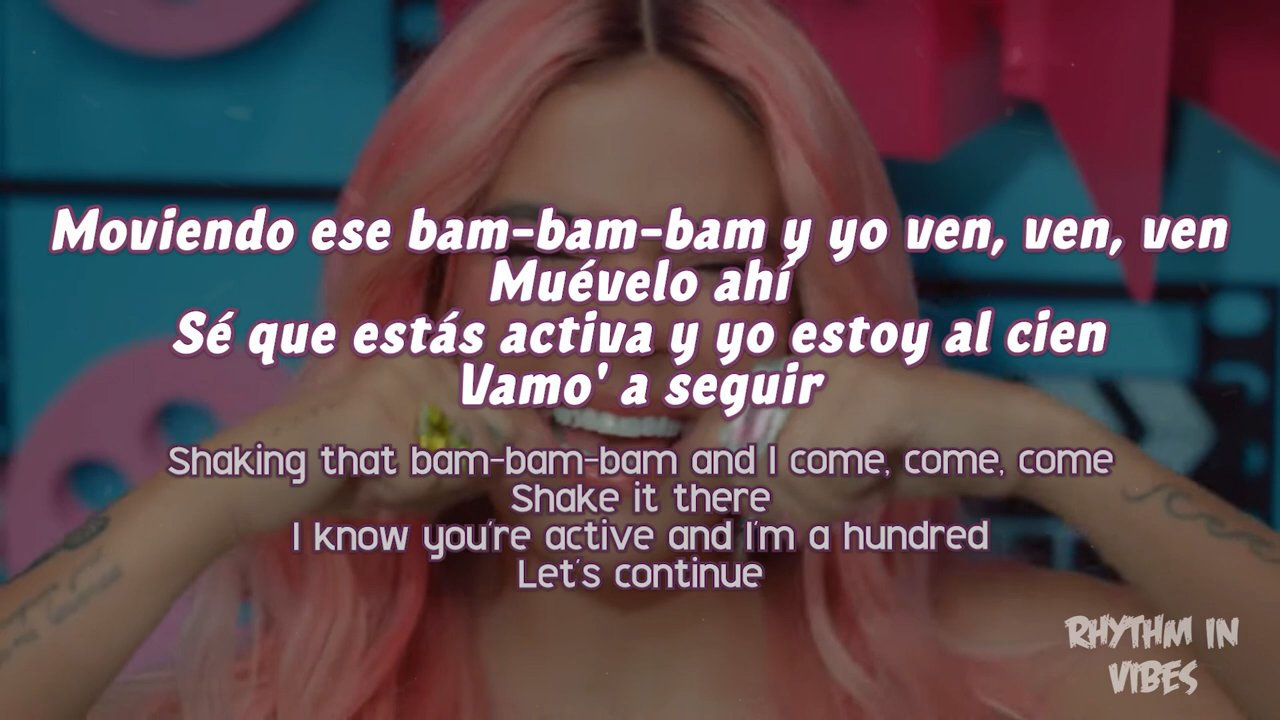 Moviendo ese bam-bam-bam y yo ven, ven, ven
Muévelo ahí
Sé que estás activa y yo estoy al cien
Vamo' a seguir
Shaking that bam-bam-bam and I come, come, come
Shake it there
I know you're active and I'm a hundred
Let's continue
RHYTHM IN
VIBES